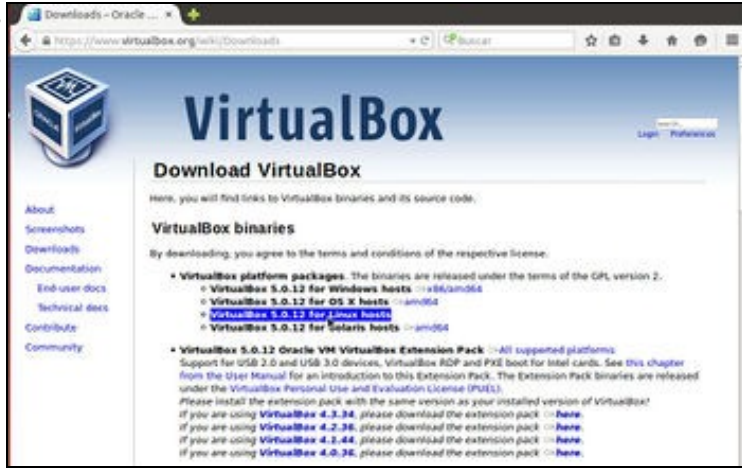 Downloads – Oracle ...
https://www.virtualbox.org/wiki/Downloads
Buscar
VirtualBox
Login Preferences
Download VirtualBox
Here, you will find links to VirtualBox binaries and its source code.
About
Screenshots
Downloads
Documentation
End-user docs
Technical docs
Contribute
Community
VirtualBox binaries
By downloading, you agree to the terms and conditions of the respective license.
VirtualBox platform packages. The binaries are released under the terms of the GPL version 2.
VirtualBox 5.0.12 for Windows hosts x86/amd64
VirtualBox 5.0.12 for OS X hosts amd64
VirtualBox 5.0.12 for Linux hosts
VirtualBox 5.0.12 for Solaris hosts amd64
VirtualBox 5.0.12 Oracle VM VirtualBox Extension Pack All supported platforms
Support for USB 2.0 and USB 3.0 devices, VirtualBox RDP and PXE boot for Intel cards. See this chapter
from the User Manual for an introduction to this Extension Pack. The Extension Pack binaries are released
under the VirtualBox Personal Use and Evaluation License (PUEL).
Please install the extension pack with the same version as your installed version of VirtualBox!
If you are using VirtualBox 4.3.34, please download the extension pack here.
If you are using VirtualBox 4.2.36, please download the extension pack here.
If you are using VirtualBox 4.1.44, please download the extension pack here.
If you are using VirtualBox 4.0.36, please download the extension pack here.